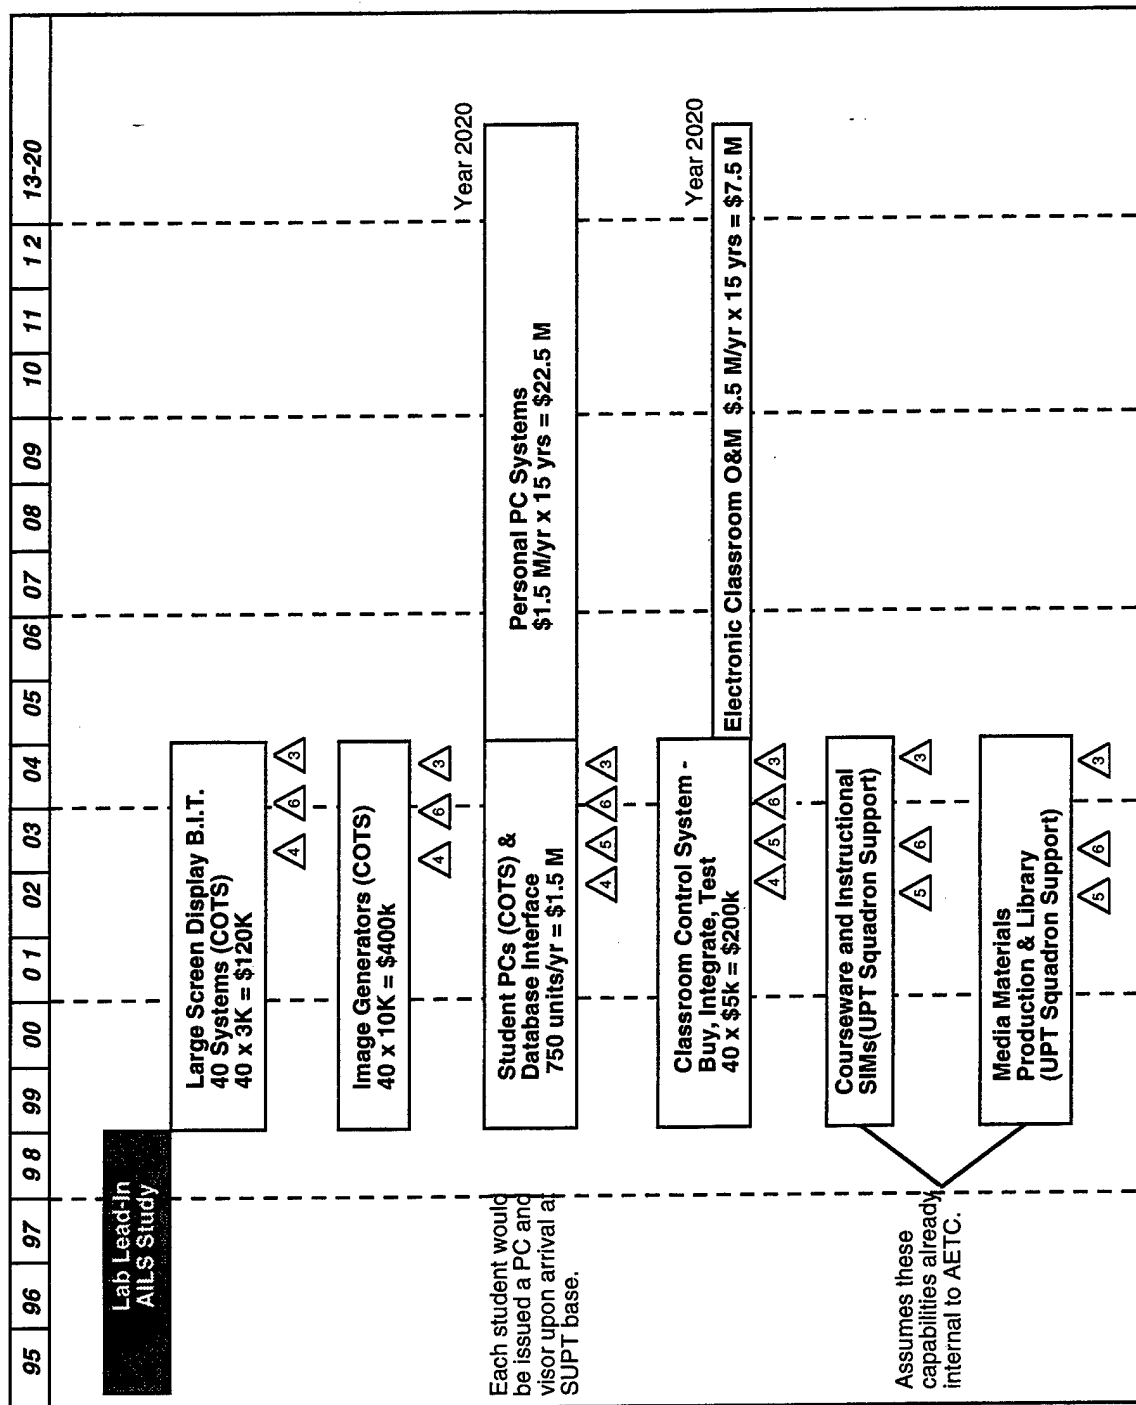 95 96 97 98 99 00 01 02 03 04 05 06 07 08 09 10 11 12 13-20
Lab Lead-In
AILS Study
Large Screen Display B.I.T.
40 Systems (COTS)
40 x 3K = $120K
4 6 3
Image Generators (COTS)
40 x 10K = $400k
4 6 3
Each student would
be issued a PC and
visor upon arrival at
SUPT base.
Student PCs (COTS) &
Database Interface
750 units/yr = $1.5 M
4 5 6 3
Year 2020
Personal PC Systems
$1.5 M/yr x 15 yrs = $22.5 M
Classroom Control System -
Buy, Integrate, Test
40 x $5k = $200k
4 5 6 3
Year 2020
Electronic Classroom O&M $.5 M/yr x 15 yrs = $7.5 M
Courseware and Instructional
SIMs(UPT Squadron Support)
5 6 3
Assumes these
capabilities already
internal to AETC.
Media Materials
Production & Library
(UPT Squadron Support)
5 6 3